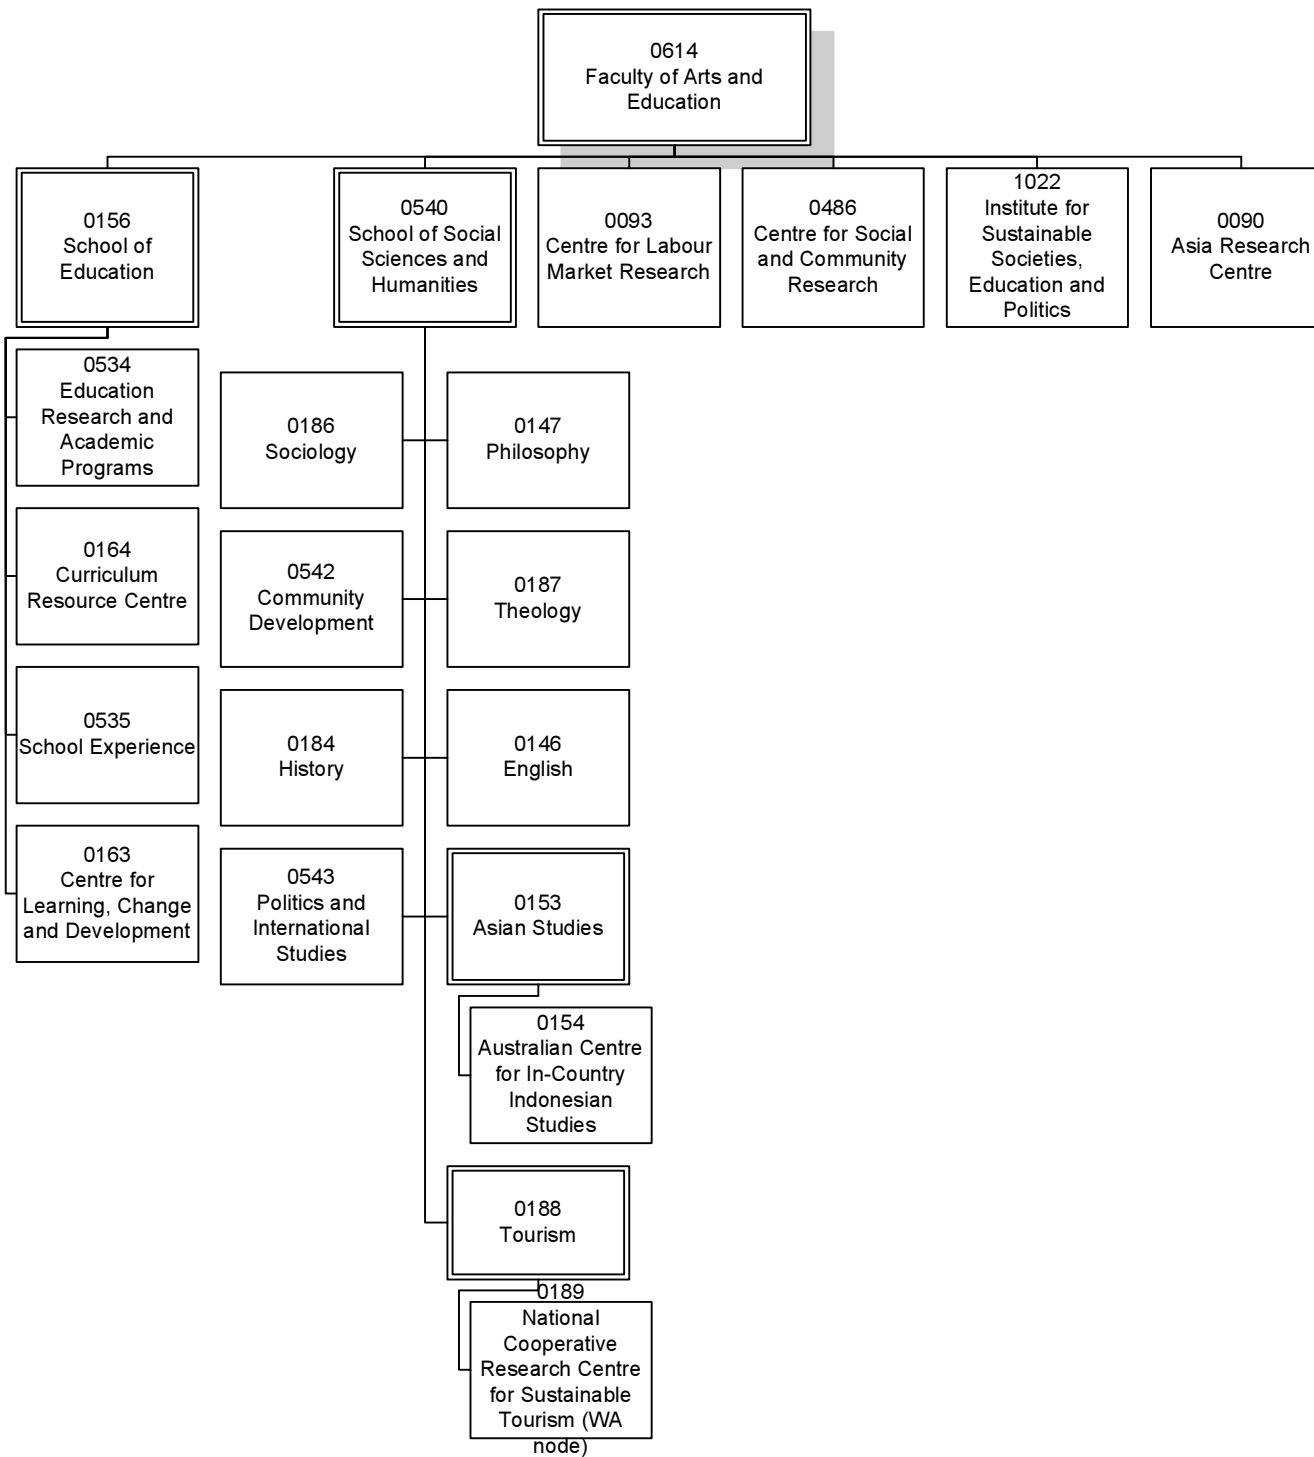 0614
Faculty of Arts and
Education
0156
School of
Education
0540
School of Social
Sciences and
Humanities
0093
Centre for Labour
Market Research
0486
Centre for Social
and Community
Research
1022
Institute for
Sustainable
Societies,
Education and
Politics
0090
Asia Research
Centre
0534
Education
Research and
Academic
Programs
0186
Sociology
0147
Philosophy
0164
Curriculum
Resource Centre
0542
Community
Development
0187
Theology
0535
School Experience
0184
History
0146
English
0163
Centre for
Learning, Change
and Development
0543
Politics and
International
Studies
0153
Asian Studies
0154
Australian Centre
for In-Country
Indonesian
Studies
0188
Tourism
0189
National
Cooperative
Research Centre
for Sustainable
Tourism (WA
node)